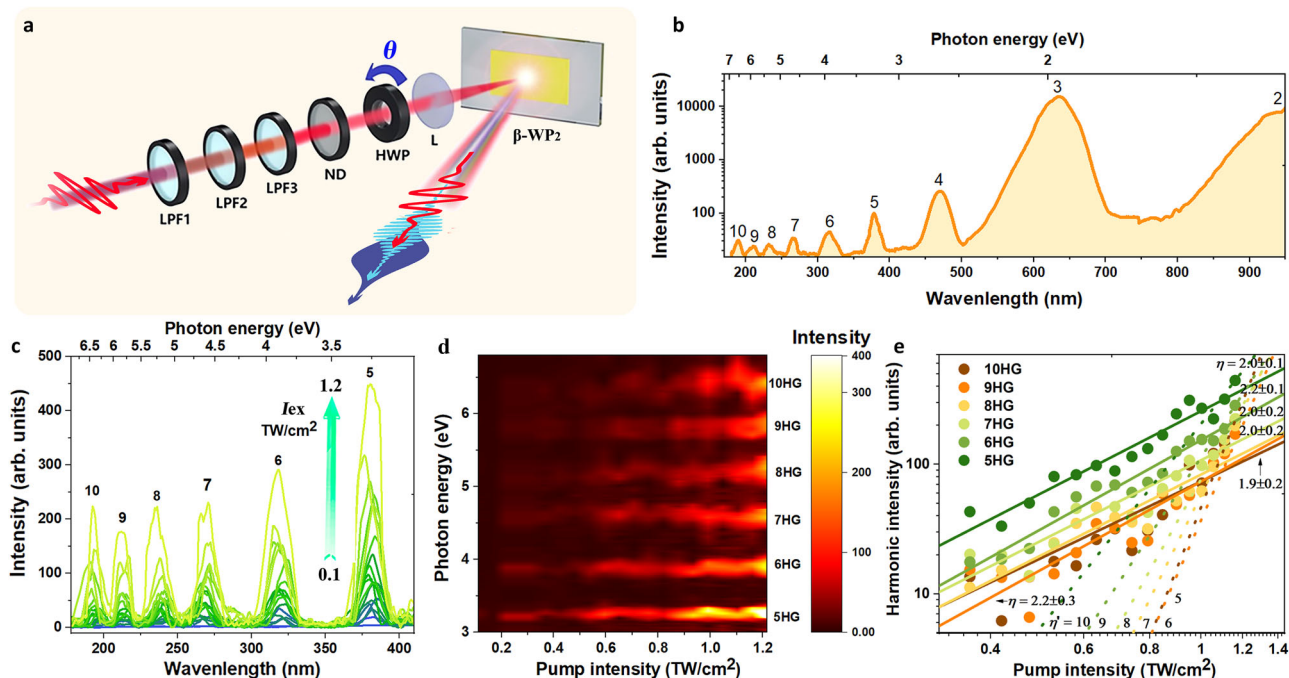 a
θ
LPF1
LPF2
LPF3
ND
HWP
L
β-WP2
b
Photon energy (eV)
7 6 5 4 3 2
Intensity (arb. units)
10000
1000
100
10 9 8 7 6 5 4 3 2
200 300 400 500 600 700 800 900
Wavelength (nm)
c
Photon energy (eV)
6.5 6 5.5 5 4.5 4 3.5
Intensity (arb. units)
500
450
400
350
300
250
200
150
100
50
0
1.2
Iex
TW/cm2
0.1
10 9 8 7 6 5
200 250 300 350 400
Wavelength (nm)
d
Photon energy (eV)
6
5
4
3
10HG
9HG
8HG
7HG
6HG
5HG
0.2 0.4 0.6 0.8 1.0 1.2
Pump intensity (TW/cm2)
Intensity
400
300
200
100
0.00
e
Harmonic intensity (arb. units)
100
10
10HG
9HG
8HG
7HG
6HG
5HG
η = 2.0±0.1
2.2±0.1
2.0±0.2
2.0±0.2
1.9±0.2
η = 2.2±0.3
η' = 10 9 8 7 6 5
0.4 0.6 0.8 1.0 1.2 1.4
Pump intensity (TW/cm2)